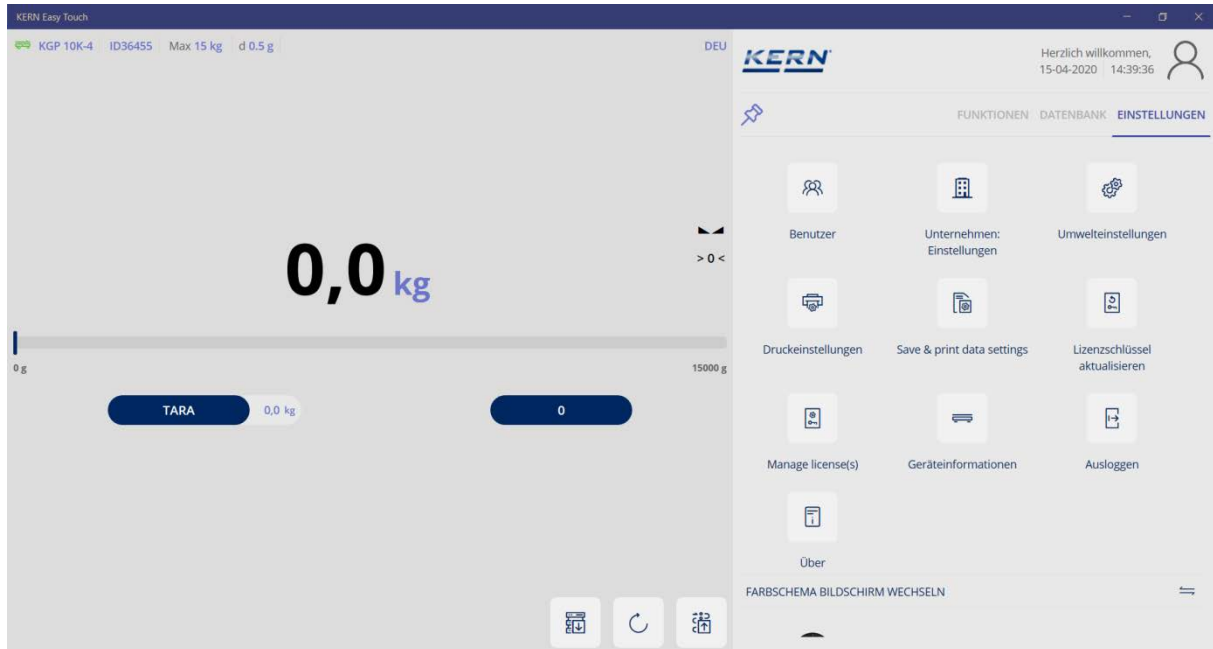 KERN Easy Touch
KGP 10K-4 ID36455 Max 15 kg d 0.5 g DEU
0,0 kg
> 0 <
0 g 15000 g
TARA 0,0 kg 0
KERN
Herzlich willkommen,
15-04-2020 14:39:36
FUNKTIONEN DATENBANK EINSTELLUNGEN
Benutzer
Unternehmen:
Einstellungen
Umwelteinstellungen
Druckeinstellungen
Save & print data settings
Lizenzschlüssel
aktualisieren
Manage license(s)
Geräteinformationen
Ausloggen
Über
FARBSCHEMA BILDSCHIRM WECHSELN